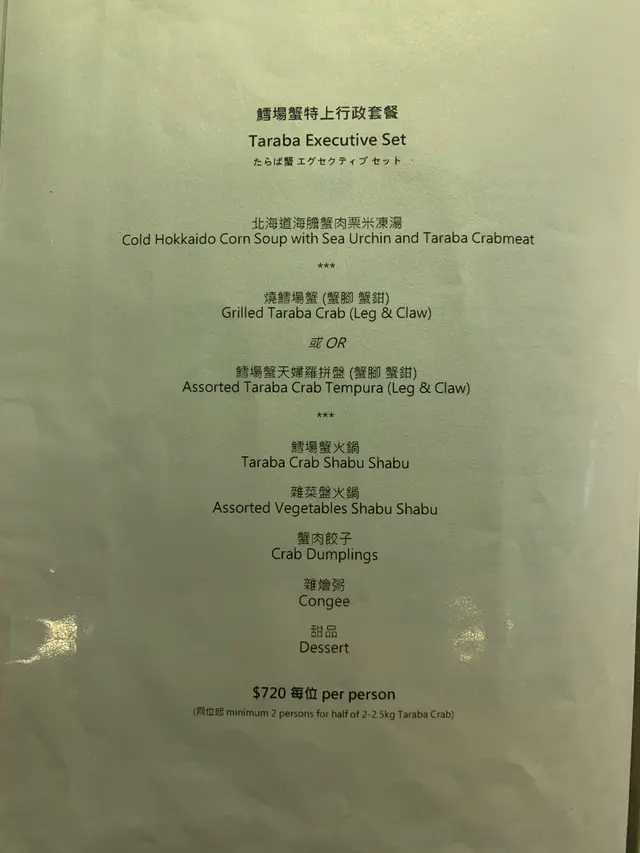 鱈場蟹特上行政套餐
Taraba Executive Set
たらば蟹 エグセクティブ セット
北海道海膽蟹肉栗米凍湯
Cold Hokkaido Corn Soup with Sea Urchin and Taraba Crabmeat
***
燒鱈場蟹 (蟹腳 蟹鉗)
Grilled Taraba Crab (Leg & Claw)
或 OR
鱈場蟹天婦羅拼盤 (蟹腳 蟹鉗)
Assorted Taraba Crab Tempura (Leg & Claw)
***
鱈場蟹火鍋
Taraba Crab Shabu Shabu
雜菜盤火鍋
Assorted Vegetables Shabu Shabu
蟹肉餃子
Crab Dumplings
雜燴粥
Congee
甜品
Dessert
$720 每位 per person
(兩位起 minimum 2 persons for half of 2-2.5kg Taraba Crab)